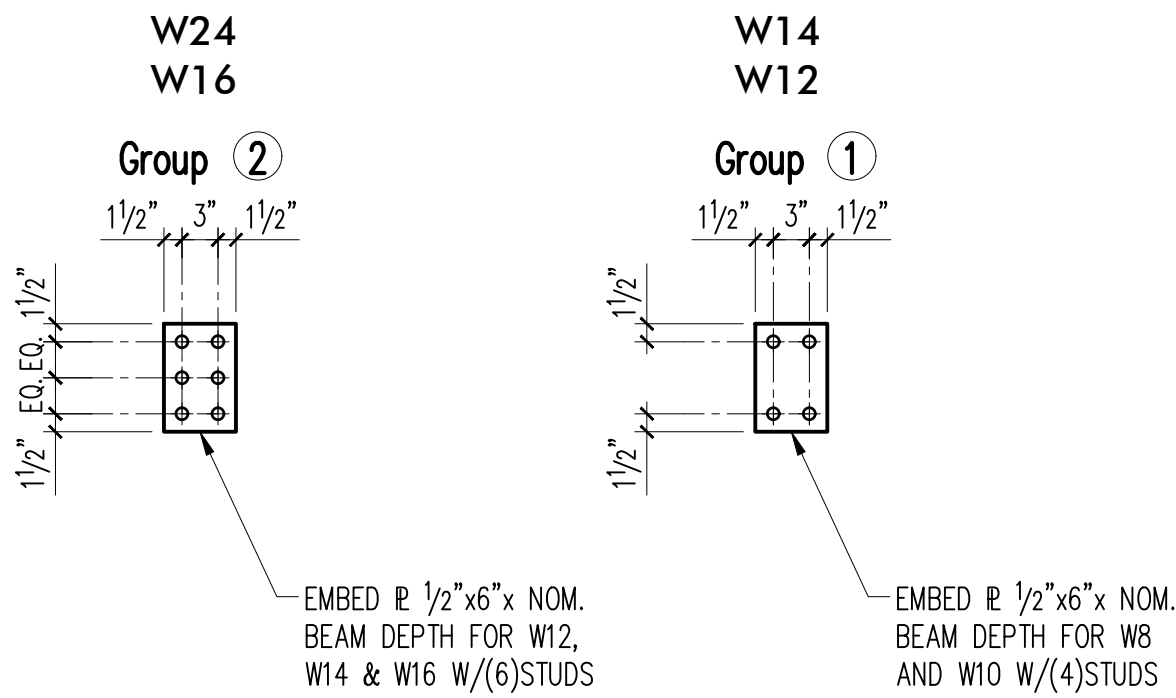 W24
W16
Group 2
1½" 3" 1½"
1½"
EQ. EQ.
1½"
EMBED ⅊ 1/2"x6"x NOM.
BEAM DEPTH FOR W12,
W14 & W16 W/(6)STUDS
W14
W12
Group 1
1½" 3" 1½"
1½"
1½"
EMBED ⅊ 1/2"x6"x NOM.
BEAM DEPTH FOR W8
AND W10 W/(4)STUDS